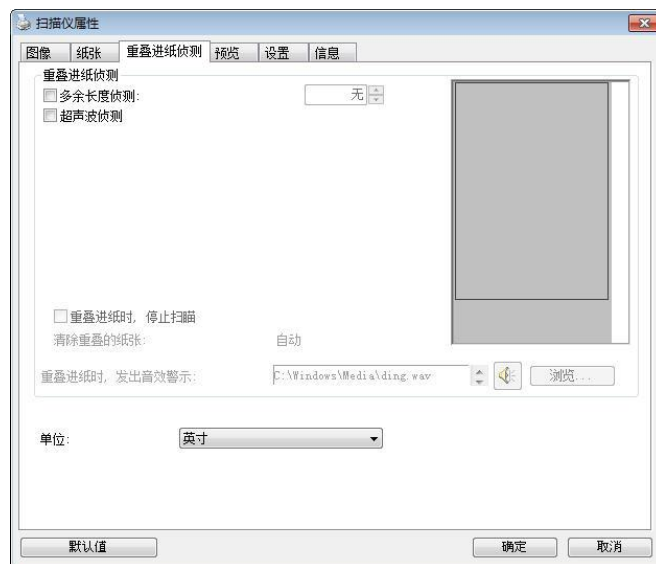 扫描仪属性
图像 纸张 重叠进纸侦测 预览 设置 信息
重叠进纸侦测
多余长度侦测: 无
超声波侦测
重叠进纸时, 停止扫瞄
清除重叠的纸张: 自动
重叠进纸时, 发出音效警示: C:\Windows\Media\ding.wav 浏览...
单位: 英寸
默认值 确定 取消